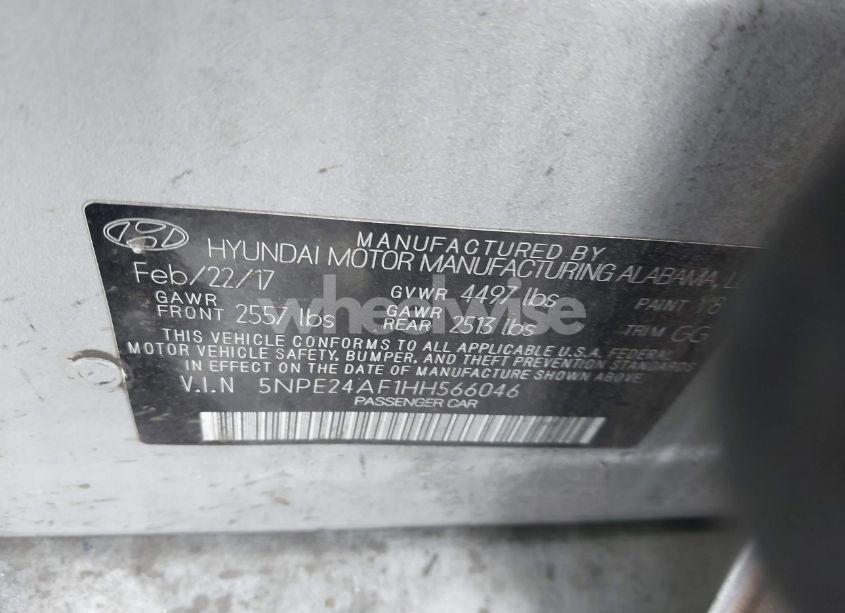 MANUFACTURED BY
HYUNDAI MOTOR MANUFACTURING ALABAMA,
Feb/22/17
GVWR 4497 lbs
PAINT
GAWR
FRONT 2557 lbs
GAWR
REAR 2513 lbs
TRIM GG
THIS VEHICLE CONFORMS TO ALL APPLICABLE U.S.A. FEDERAL
MOTOR VEHICLE SAFETY, BUMPER, AND THEFT PREVENTION STANDARDS
IN EFFECT ON THE DATE OF MANUFACTURE SHOWN ABOVE.
V.I.N 5NPE24AF1HH566046
PASSENGER CAR
wheelwise